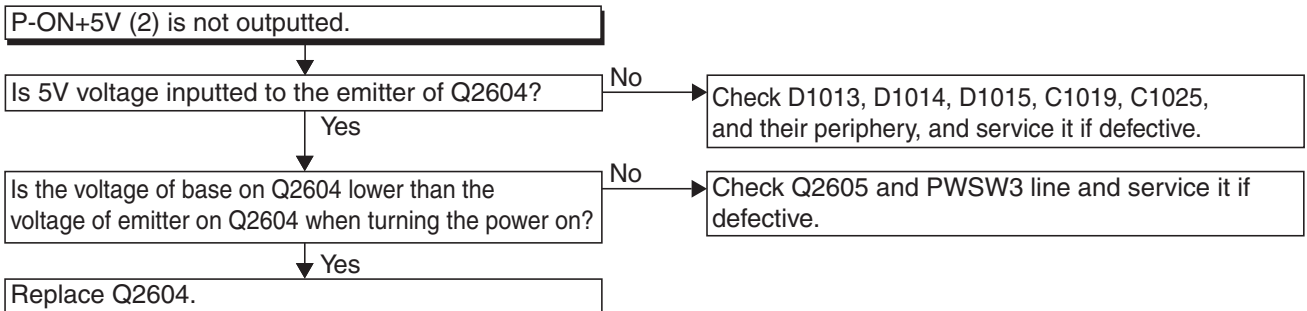 P-ON+5V (2) is not outputted.
Is 5V voltage inputted to the emitter of Q2604?
No
Check D1013, D1014, D1015, C1019, C1025,
and their periphery, and service it if defective.
Yes
Is the voltage of base on Q2604 lower than the
voltage of emitter on Q2604 when turning the power on?
No
Check Q2605 and PWSW3 line and service it if
defective.
Yes
Replace Q2604.